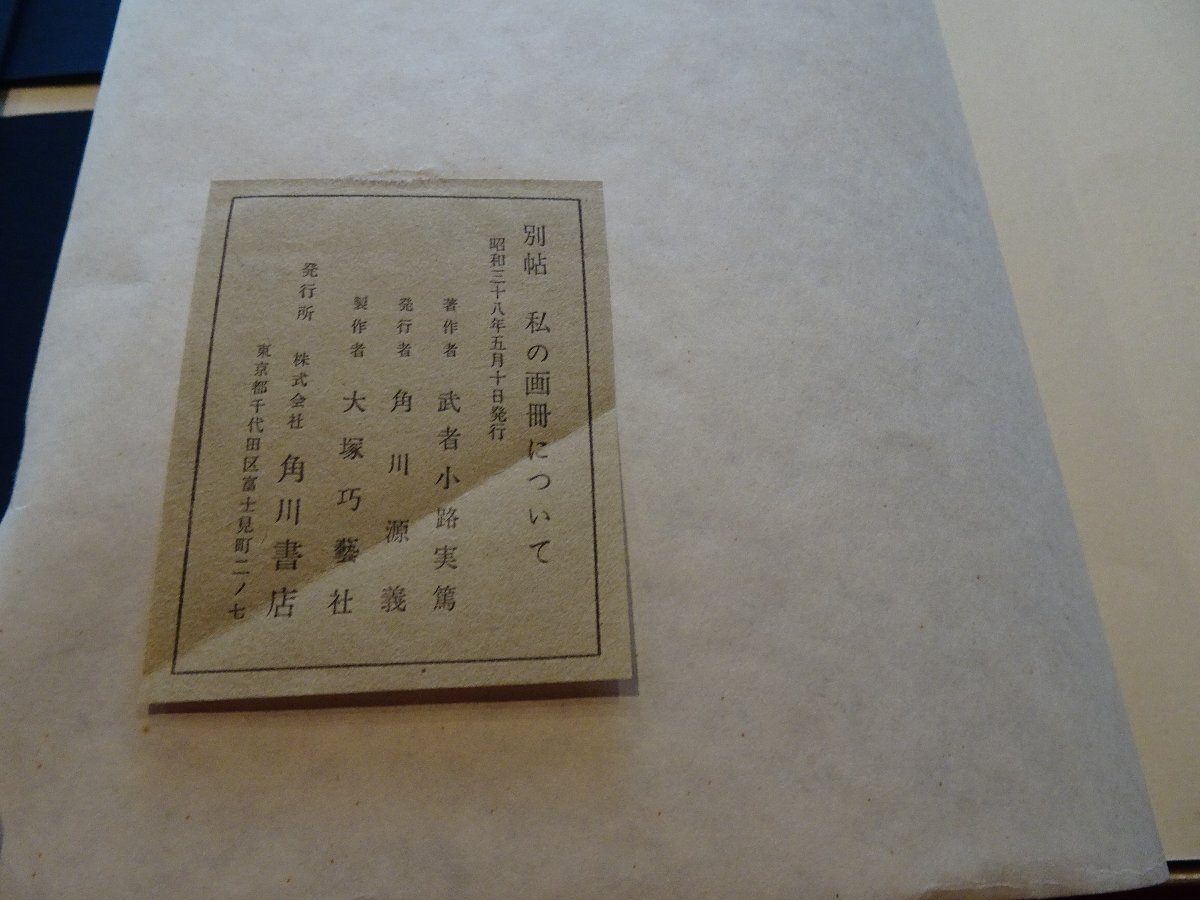 別帖　私の画冊について
昭和三十八年五月十日発行
著作者　武者小路実篤
発行者　角川源義
製作者　大塚巧藝社
発行所　株式会社　角川書店
東京都千代田区富士見町二ノ七